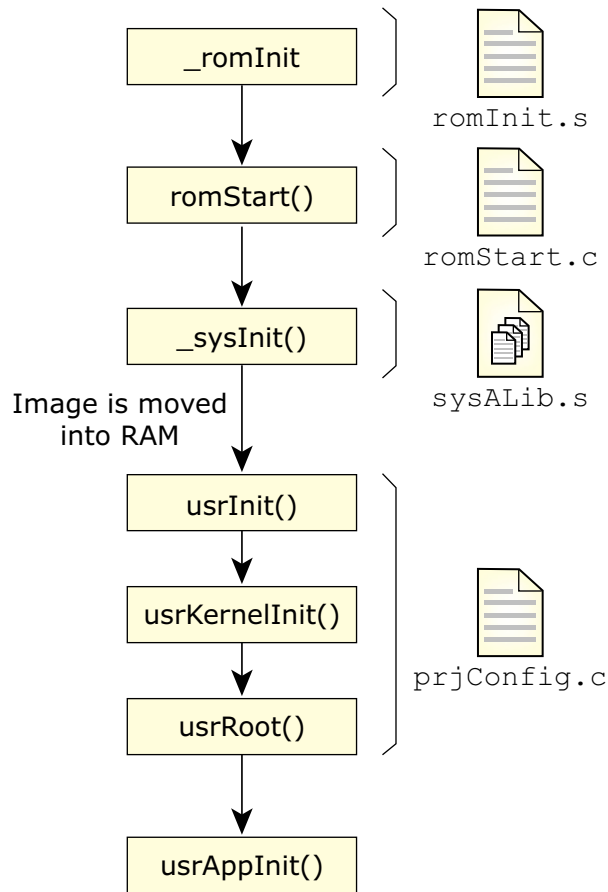 _romInit
romInit.s
romStart()
romStart.c
_sysInit()
sysALib.s
Image is moved
into RAM
usrInit()
usrKernelInit()
prjConfig.c
usrRoot()
usrAppInit()